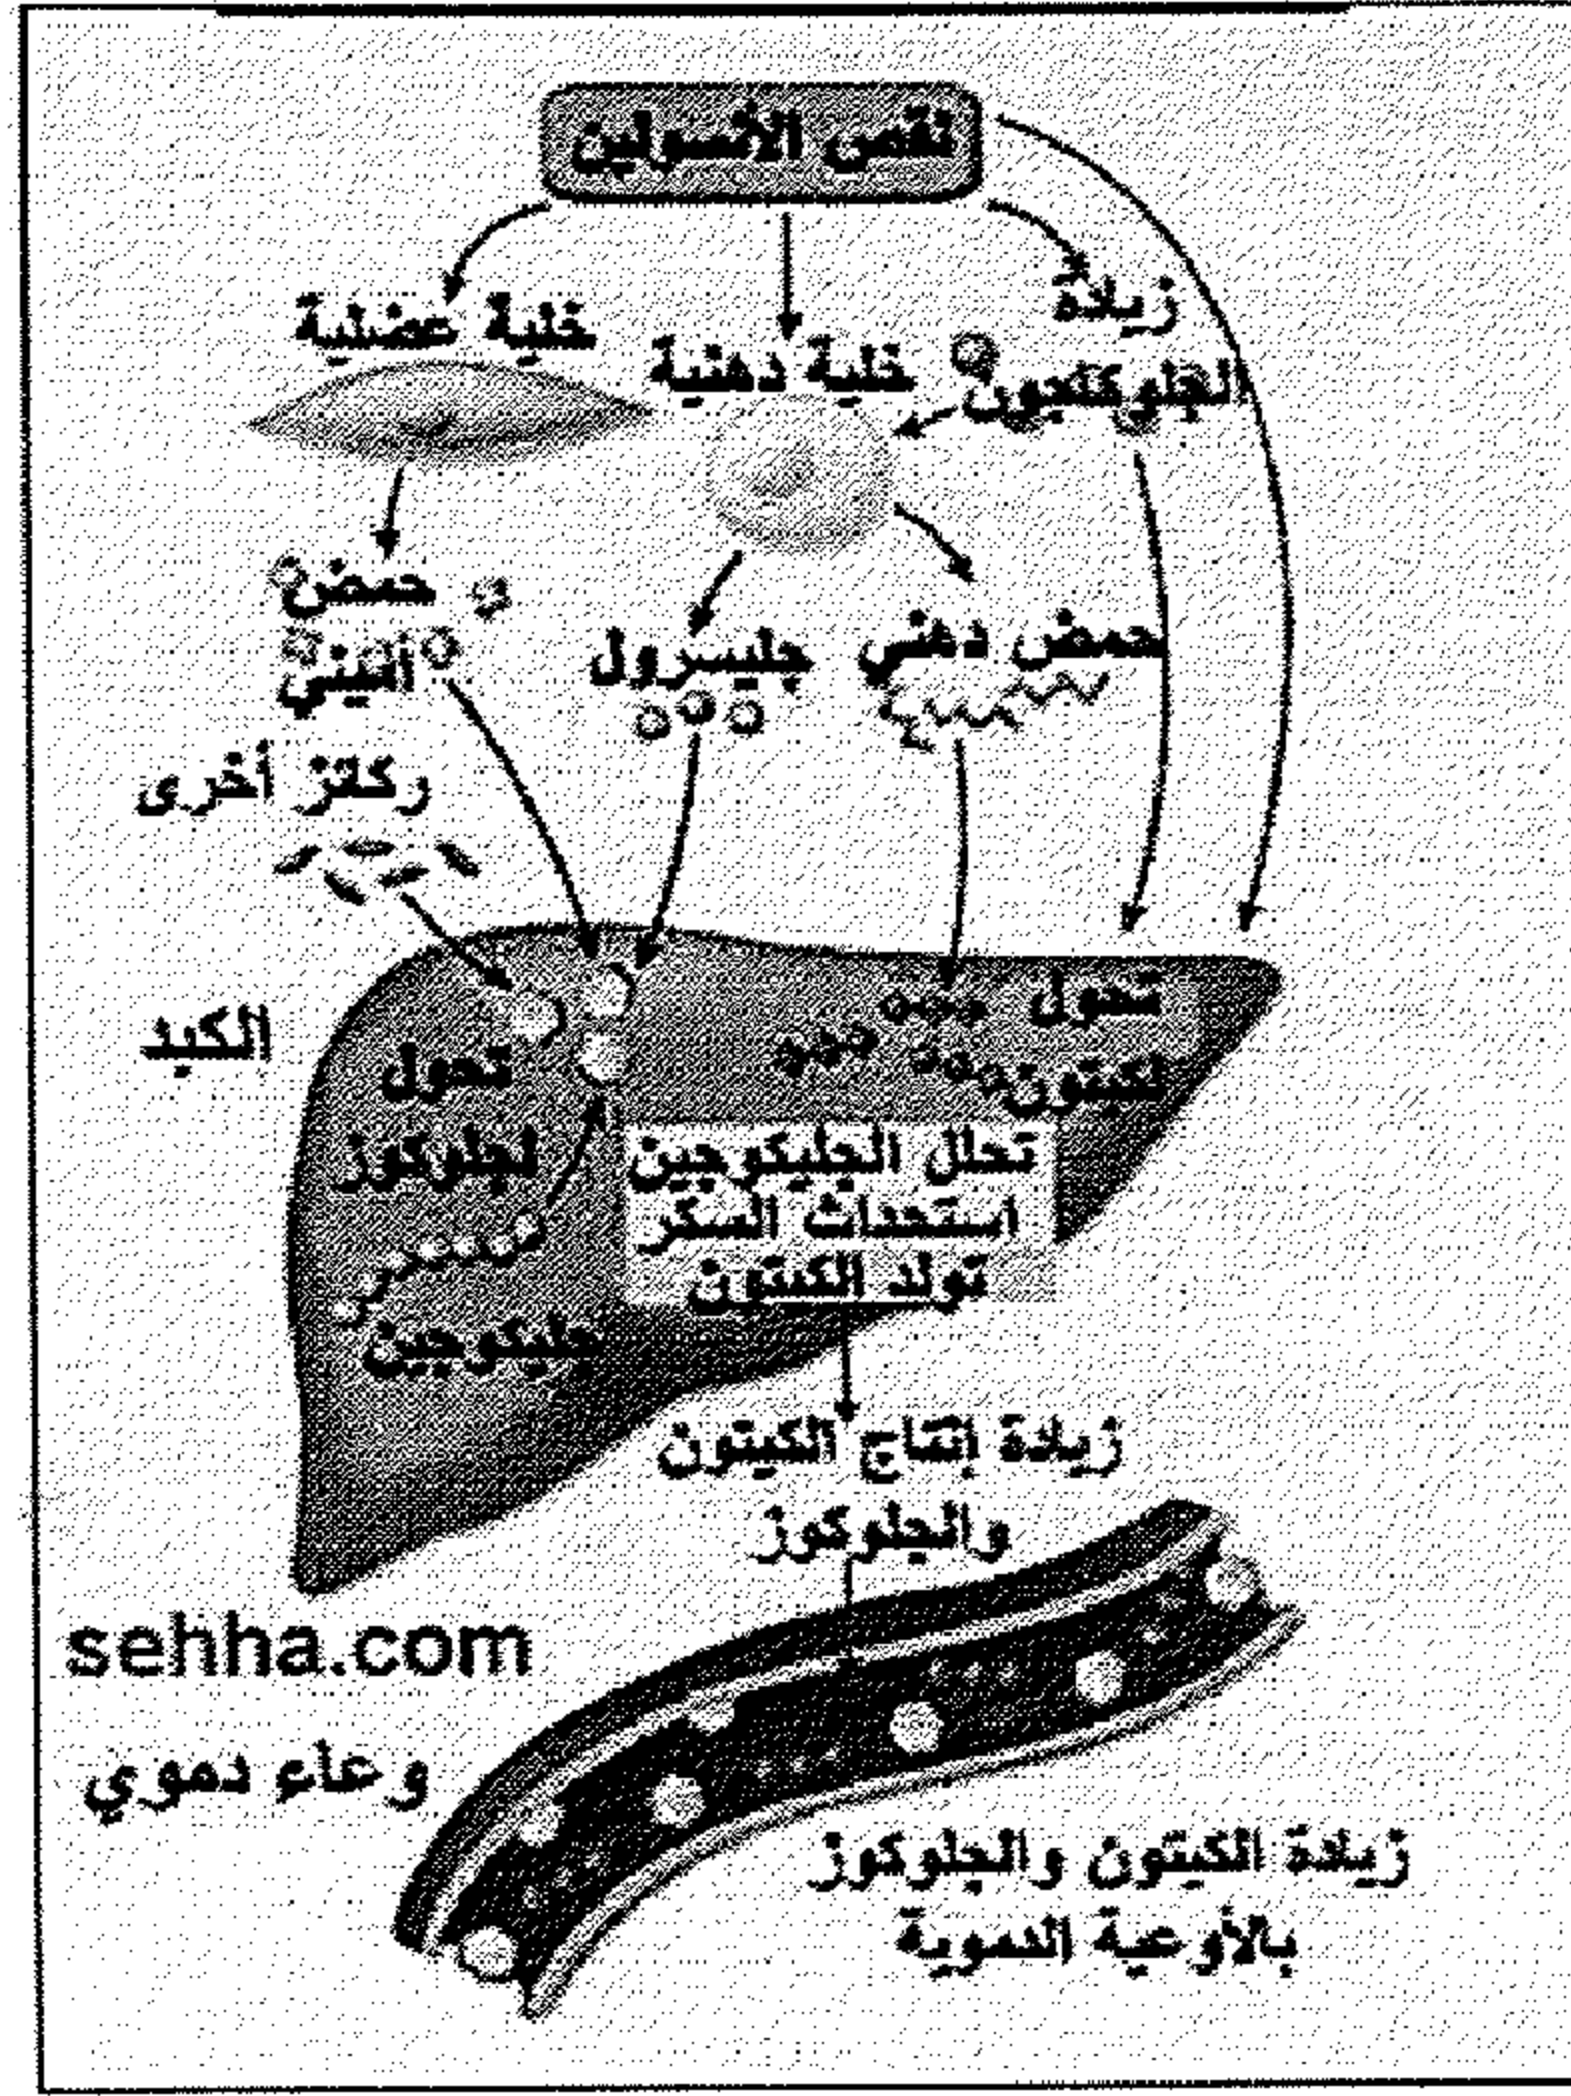 نقص الأنسولين
زيادة
الجلوكاجون
خلية دهنية
خلية عضلية
حمض دهني
جليسرول
حمض
أميني
ركائز أخرى
الكبد
تحول
لكيتون
تحول
لجلوكوز
جليكوجين
تحلل الجليكوجين
استحداث السكر
تولد الكيتون
زيادة إنتاج الكيتون
والجلوكوز
sehha.com
وعاء دموي
زيادة الكيتون والجلوكوز
بالأوعية الدموية